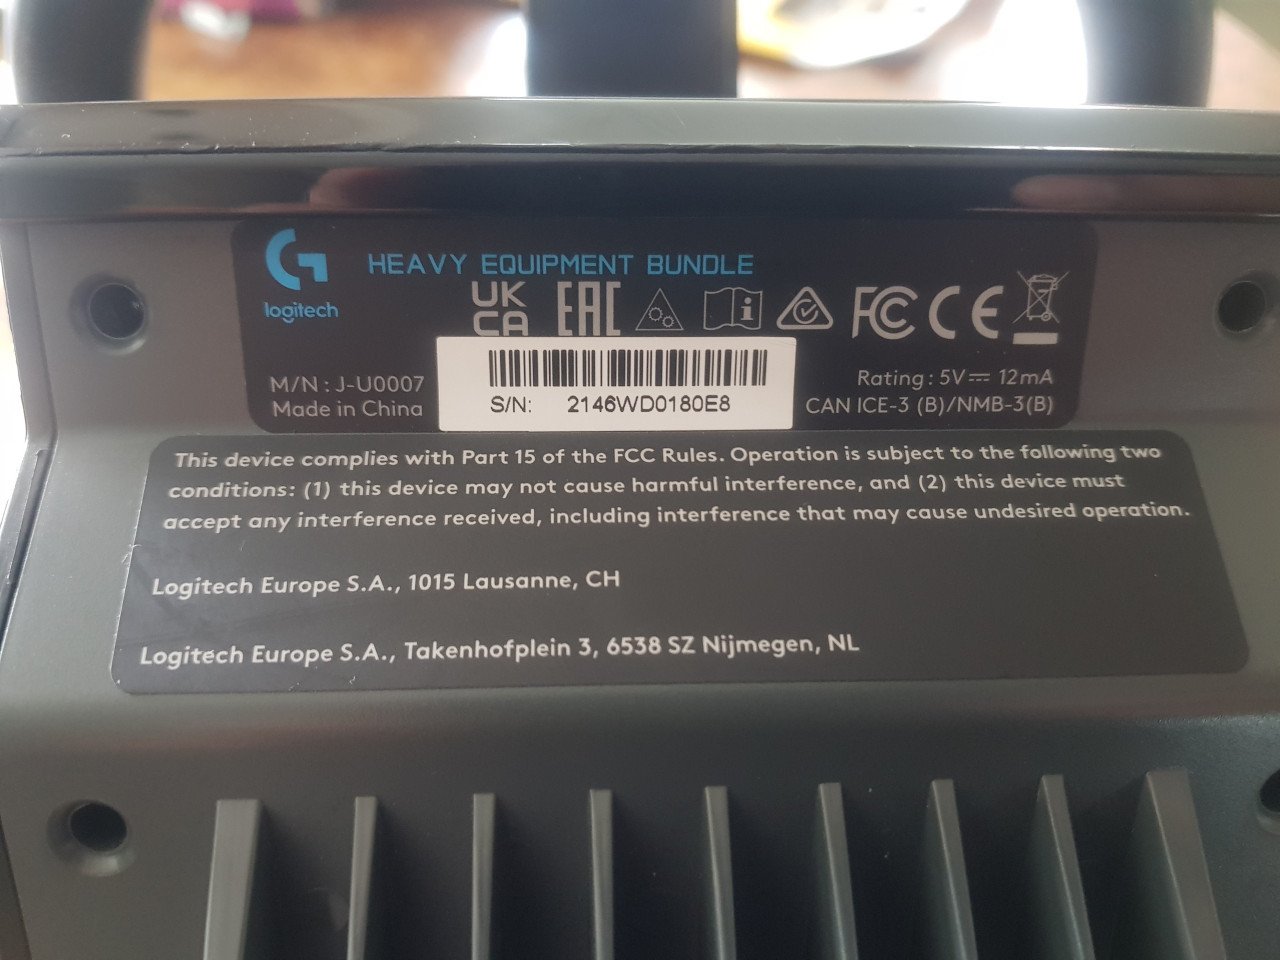 HEAVY EQUIPMENT BUNDLE
logitech
UK
CA
EAC
FC CE
M/N : J-U0007
Made in China
S/N: 2146WD0180E8
Rating : 5V⎓ 12mA
CAN ICE-3 (B)/NMB-3(B)
This device complies with Part 15 of the FCC Rules. Operation is subject to the following two
conditions: (1) this device may not cause harmful interference, and (2) this device must
accept any interference received, including interference that may cause undesired operation.
Logitech Europe S.A., 1015 Lausanne, CH
Logitech Europe S.A., Takenhofplein 3, 6538 SZ Nijmegen, NL